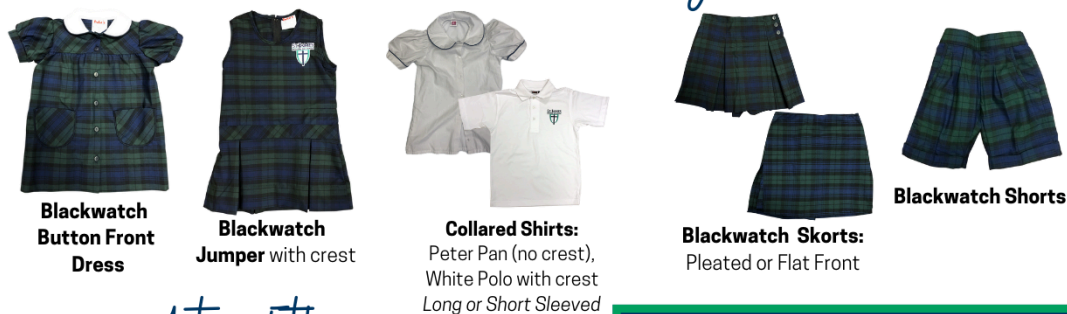 Blackwatch
Button Front
Dress
Blackwatch
Jumper with crest
Collared Shirts:
Peter Pan (no crest),
White Polo with crest
Long or Short Sleeved
Blackwatch Skorts:
Pleated or Flat Front
Blackwatch Shorts